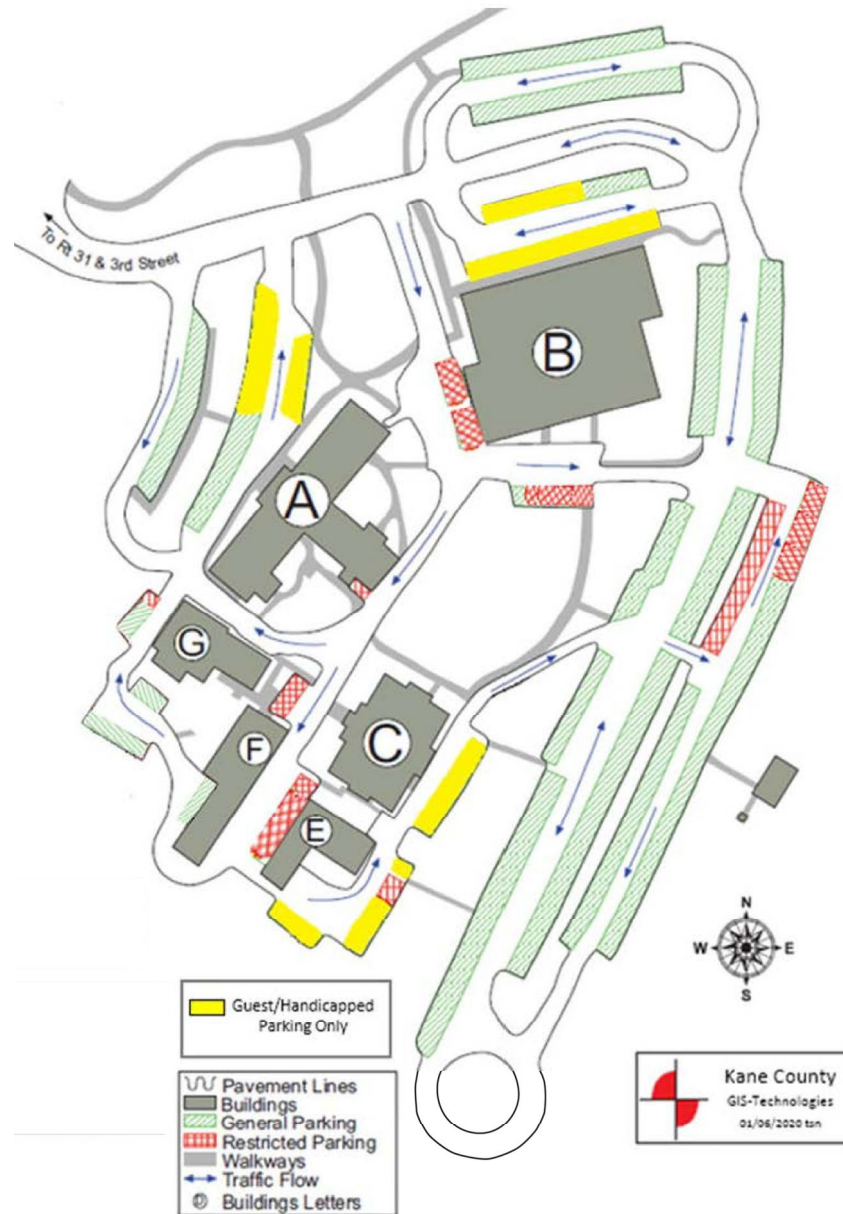 To Rt 31 & 3rd Street
B
A
G
F
C
E
N
W E
S
Guest/Handicapped
Parking Only
Pavement Lines
Buildings
General Parking
Restricted Parking
Walkways
Traffic Flow
Buildings Letters
Kane County
GIS-Technologies
01/06/2020 tsn